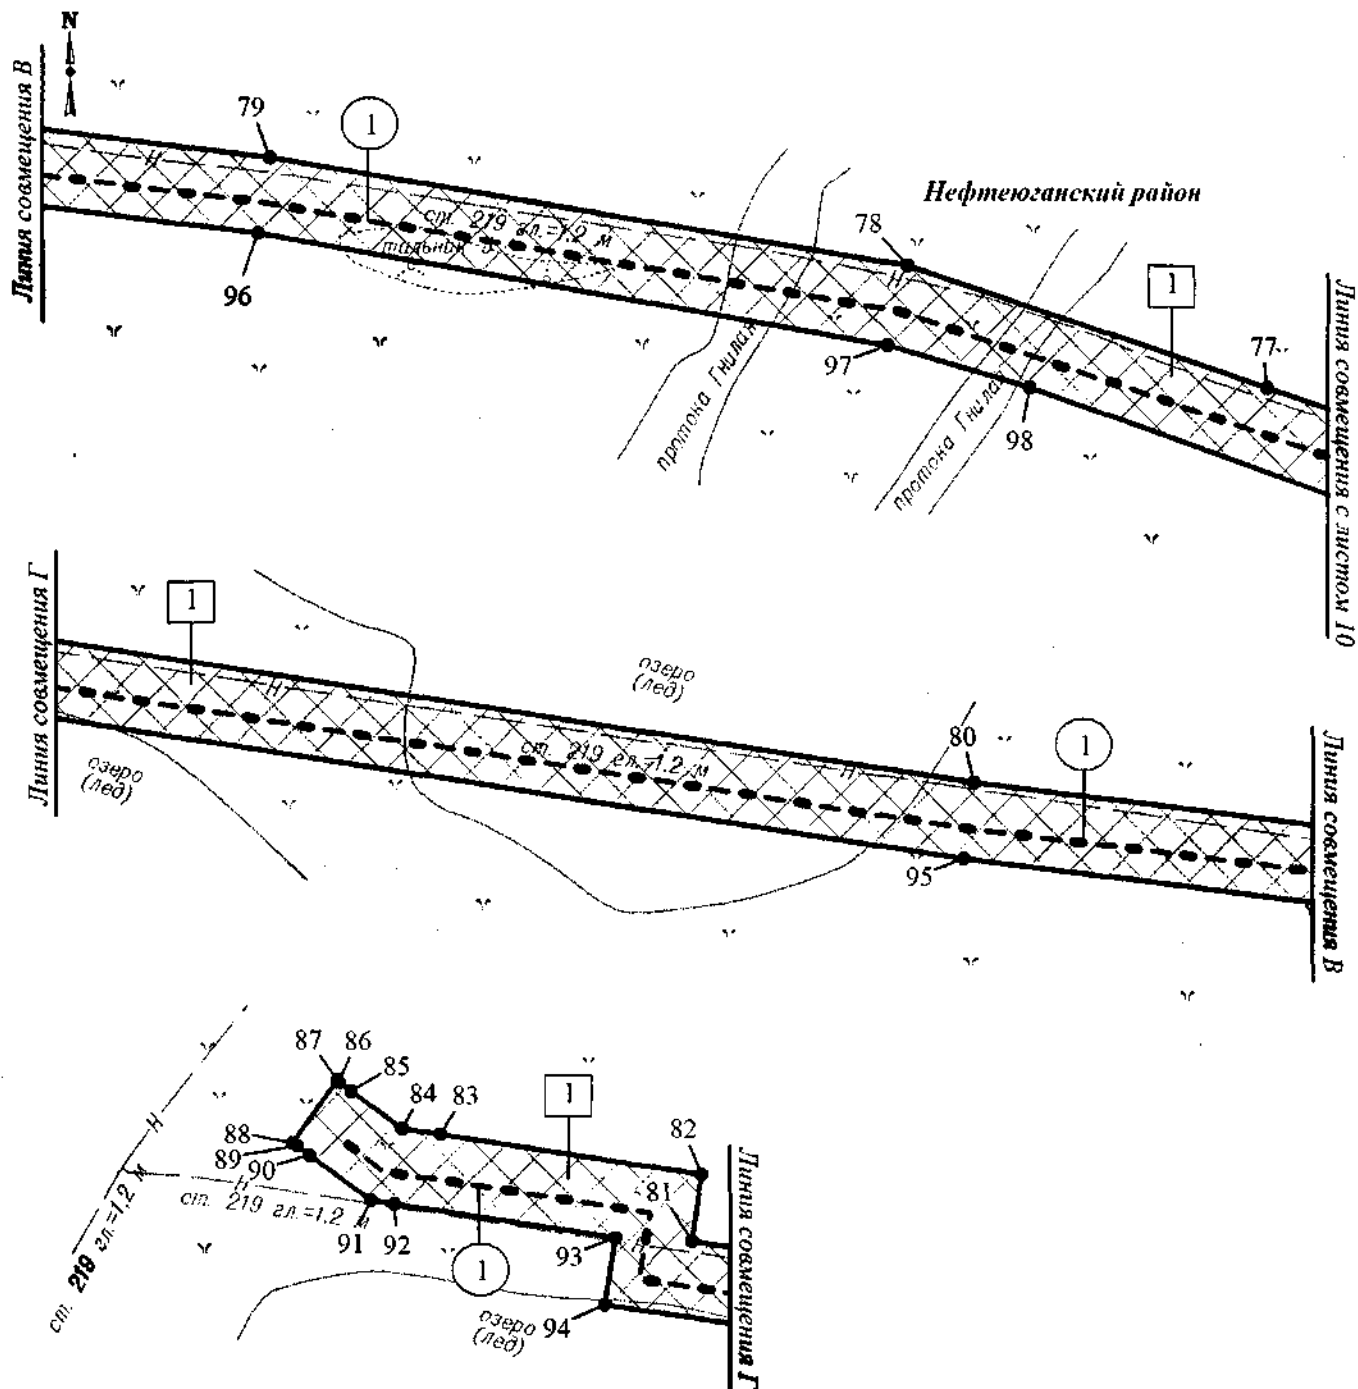 N
Линия совмещения В
79
1
Нефтеюганский район
78
ст. 219 гл.=1,2 м
тальник
Н
Н
1
77
96
97
98
протока Гнилая
протока Гнилая
Линия совмещения с листом 10
Линия совмещения Г
1
Н
озеро
(лед)
озеро
(лед)
ст. 219 гл.=1,2 м
Н
80
1
95
Линия совмещения В
87
86
85
84
83
1
82
81
88
89
90
Н
Н
ст. 219 гл.=1,2 м
ст. 219 гл.=1,2 м
91
92
1
93
94
озеро
(лед)
Линия совмещения Г